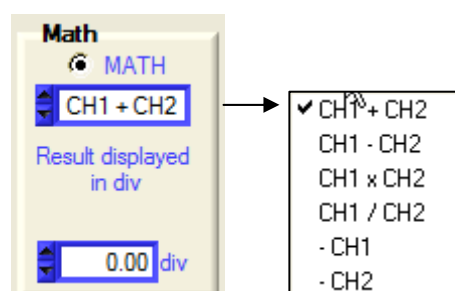 Math
MATH
CH1 + CH2
Result displayed
in div
0.00 div
CH1 + CH2
CH1 - CH2
CH1 x CH2
CH1 / CH2
- CH1
- CH2